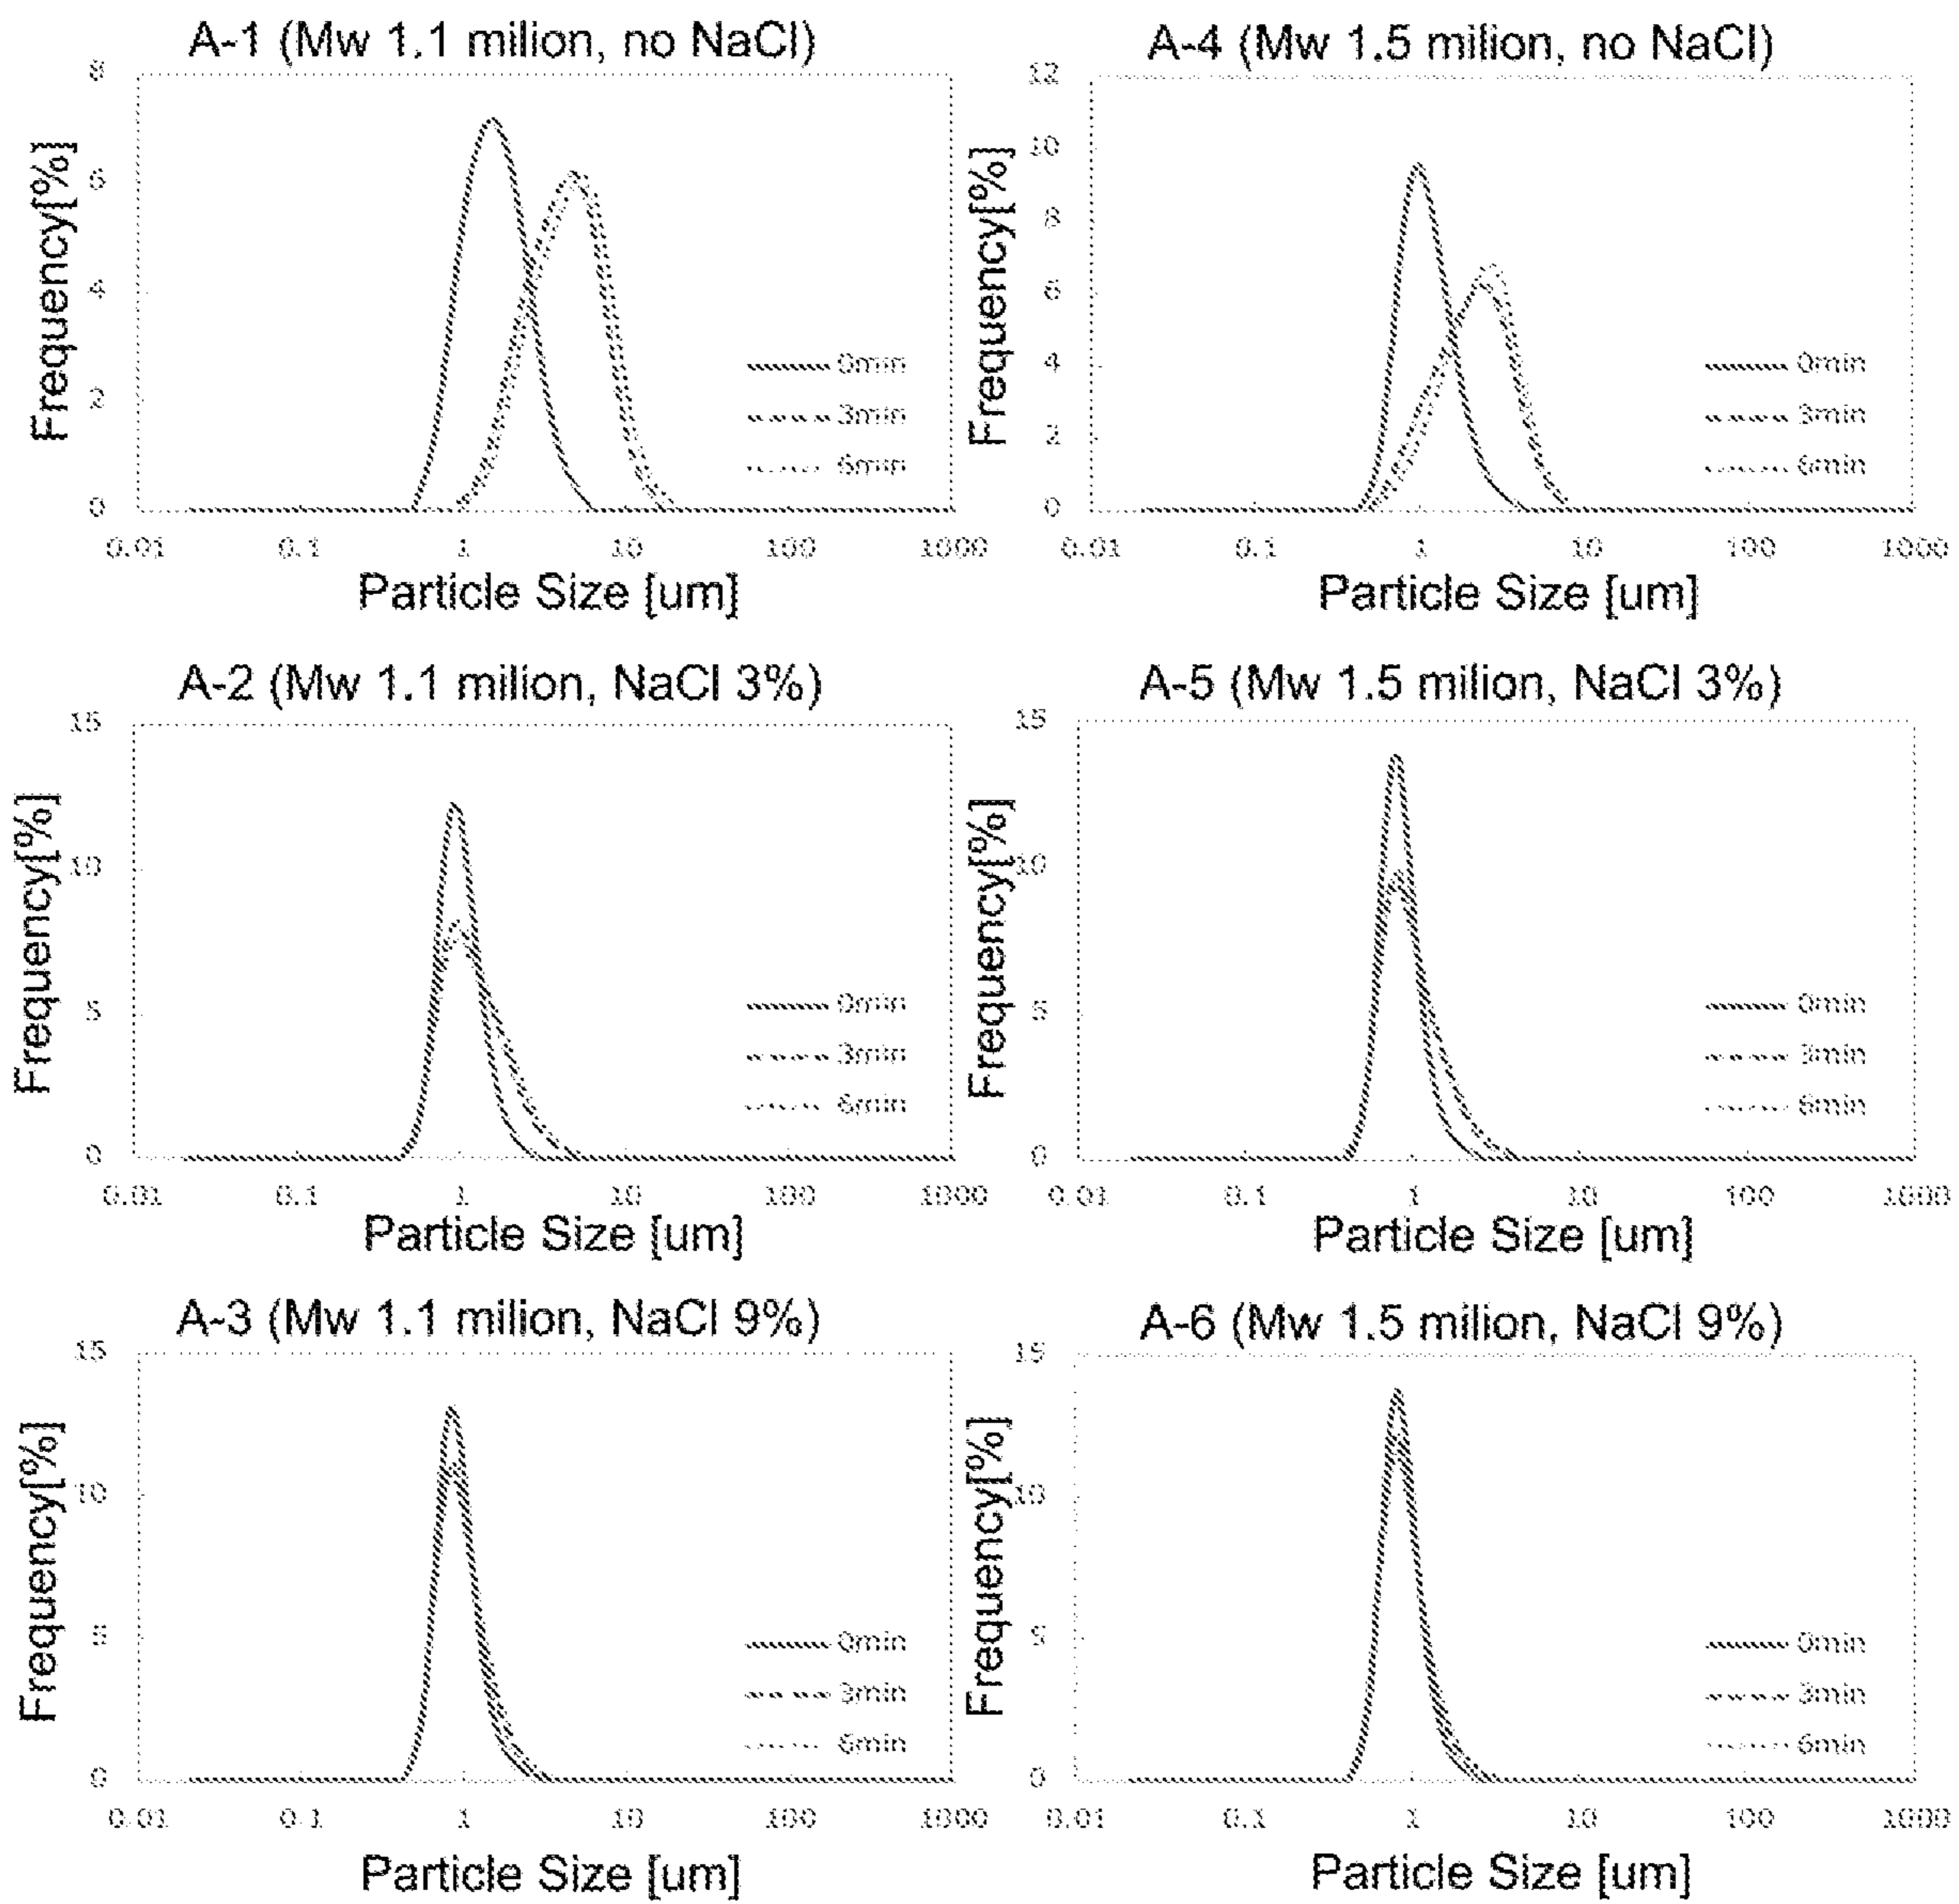 A-1 (Mw 1.1 milion, no NaCl)
8
6
4
2
0
Frequency[%]
0min
3min
6min
0.01 0.1 1 10 100 1000
Particle Size [um]
A-4 (Mw 1.5 milion, no NaCl)
12
10
8
6
4
2
0
Frequency[%]
0min
3min
6min
0.01 0.1 1 10 100 1000
Particle Size [um]
A-2 (Mw 1.1 milion, NaCl 3%)
15
10
5
0
Frequency[%]
0min
3min
6min
0.01 0.1 1 10 100 1000
Particle Size [um]
A-5 (Mw 1.5 milion, NaCl 3%)
15
10
5
0
Frequency[%]
0min
3min
6min
0.01 0.1 1 10 100 1000
Particle Size [um]
A-3 (Mw 1.1 milion, NaCl 9%)
15
10
5
0
Frequency[%]
0min
3min
6min
0.01 0.1 1 10 100 1000
Particle Size [um]
A-6 (Mw 1.5 milion, NaCl 9%)
15
10
5
0
Frequency[%]
0min
3min
6min
0.01 0.1 1 10 100 1000
Particle Size [um]